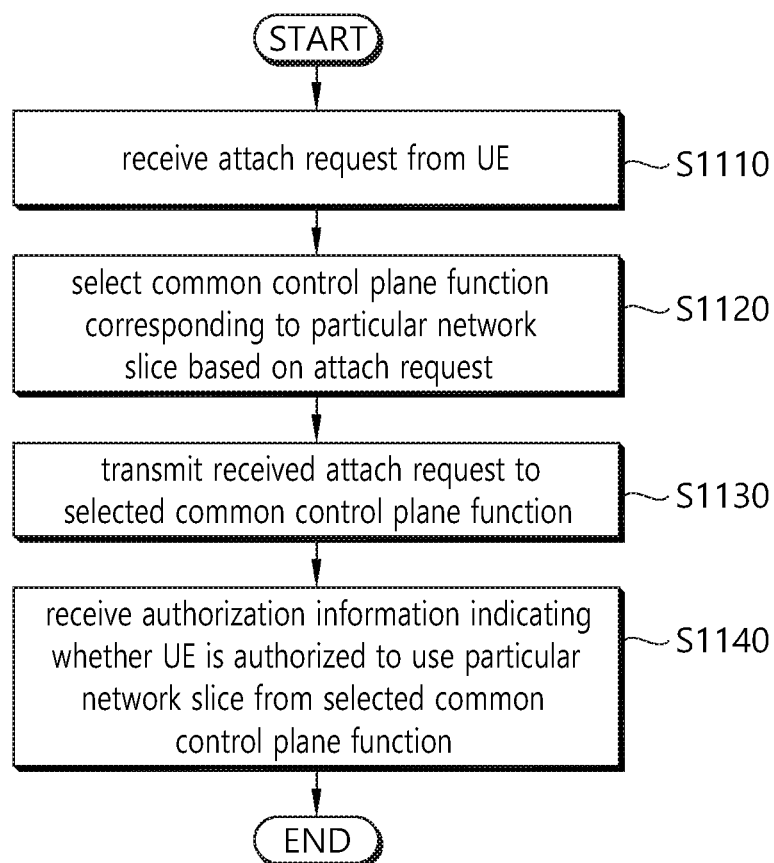 START
receive attach request from UE
S1110
select common control plane function
corresponding to particular network
slice based on attach request
S1120
transmit received attach request to
selected common control plane function
S1130
receive authorization information indicating
whether UE is authorized to use particular
network slice from selected common
control plane function
S1140
END